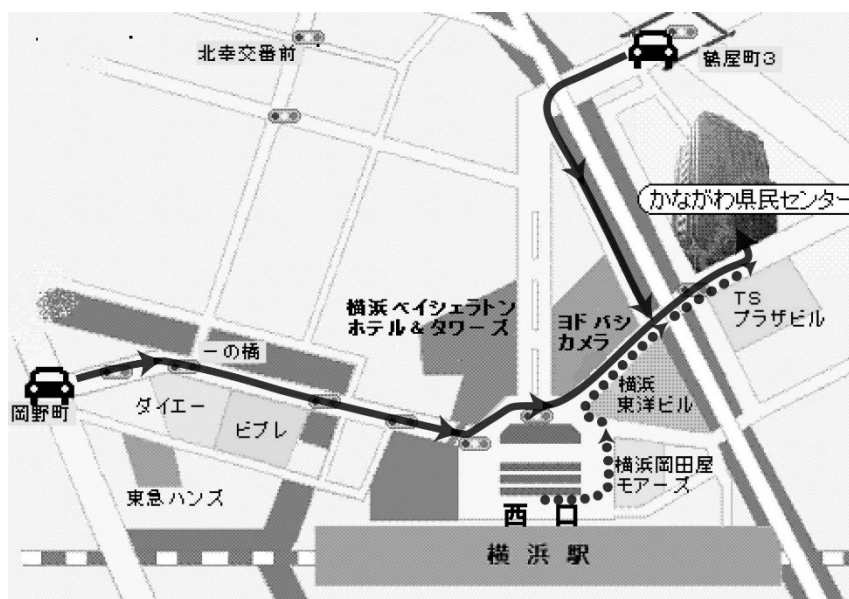 北幸交番前
鶴屋町3
かながわ県民センター
横浜ベイシェラトン
ホテル&タワーズ
ヨドバシ
カメラ
TS
プラザビル
一の橋
岡野町
ダイエー
ビブレ
横浜
東洋ビル
東急ハンズ
横浜岡田屋
モアーズ
西口
横浜駅